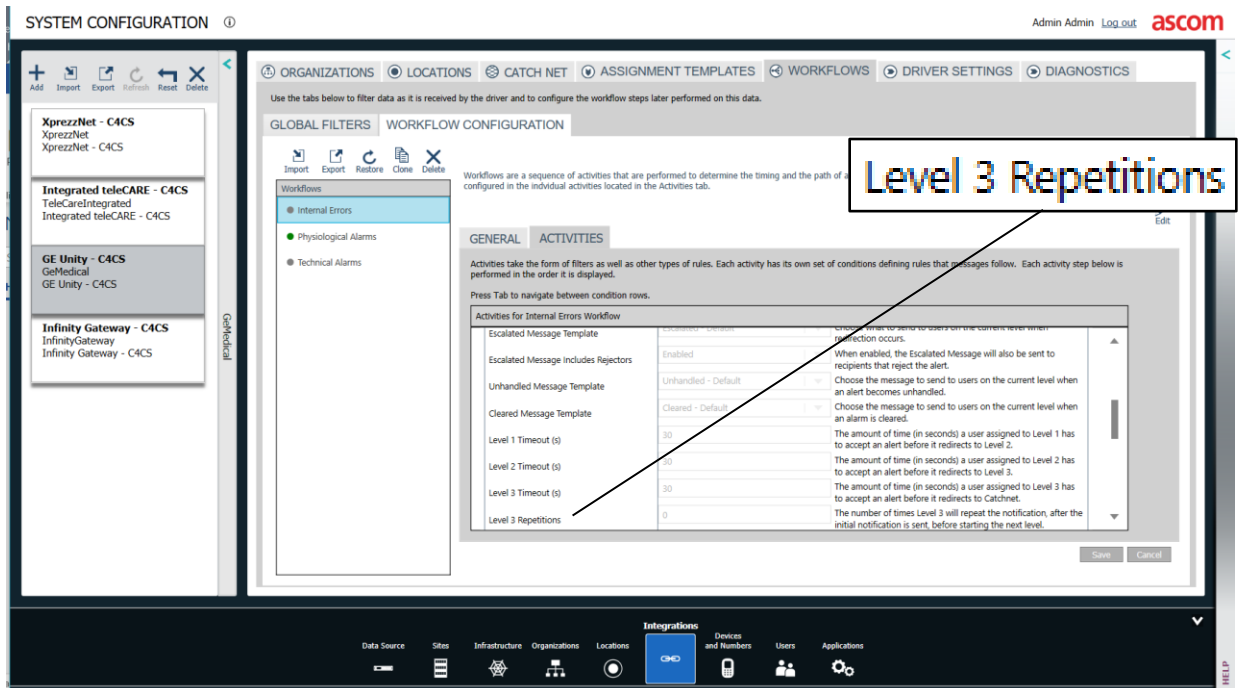 SYSTEM CONFIGURATION
Admin Admin Log out ascom
Add Import Export Refresh Reset Delete
XprezzNet - C4CS
XprezzNet
XprezzNet - C4CS
Integrated teleCARE - C4CS
TeleCareIntegrated
Integrated teleCARE - C4CS
GE Unity - C4CS
GeMedical
GE Unity - C4CS
Infinity Gateway - C4CS
InfinityGateway
Infinity Gateway - C4CS
GeMedical
ORGANIZATIONS LOCATIONS CATCH NET ASSIGNMENT TEMPLATES WORKFLOWS DRIVER SETTINGS DIAGNOSTICS
Use the tabs below to filter data as it is received by the driver and to configure the workflow steps later performed on this data.
GLOBAL FILTERS WORKFLOW CONFIGURATION
Import Export Restore Clone Delete
Workflows
Internal Errors
Physiological Alarms
Technical Alarms
Workflows are a sequence of activities that are performed to determine the timing and the path of a
configured in the indvidual activities located in the Activities tab.
Level 3 Repetitions
Edit
GENERAL ACTIVITIES
Activities take the form of filters as well as other types of rules. Each activity has its own set of conditions defining rules that messages follow. Each activity step below is
performed in the order it is displayed.
Press Tab to navigate between condition rows.
Activities for Internal Errors Workflow
Escalated Message Template Escalated - Default Choose what to send to users on the current level when
redirection occurs.
Escalated Message Includes Rejectors Enabled When enabled, the Escalated Message will also be sent to
recipients that reject the alert.
Unhandled Message Template Unhandled - Default Choose the message to send to users on the current level when
an alert becomes unhandled.
Cleared Message Template Cleared - Default Choose the message to send to users on the current level when
an alarm is cleared.
Level 1 Timeout (s) 30 The amount of time (in seconds) a user assigned to Level 1 has
to accept an alert before it redirects to Level 2.
Level 2 Timeout (s) 30 The amount of time (in seconds) a user assigned to Level 2 has
to accept an alert before it redirects to Level 3.
Level 3 Timeout (s) 30 The amount of time (in seconds) a user assigned to Level 3 has
to accept an alert before it redirects to Catchnet.
Level 3 Repetitions 0 The number of times Level 3 will repeat the notification, after the
initial notification is sent, before starting the next level.
Save Cancel
Data Source Sites Infrastructure Organizations Locations Integrations Devices and Numbers Users Applications
HELP